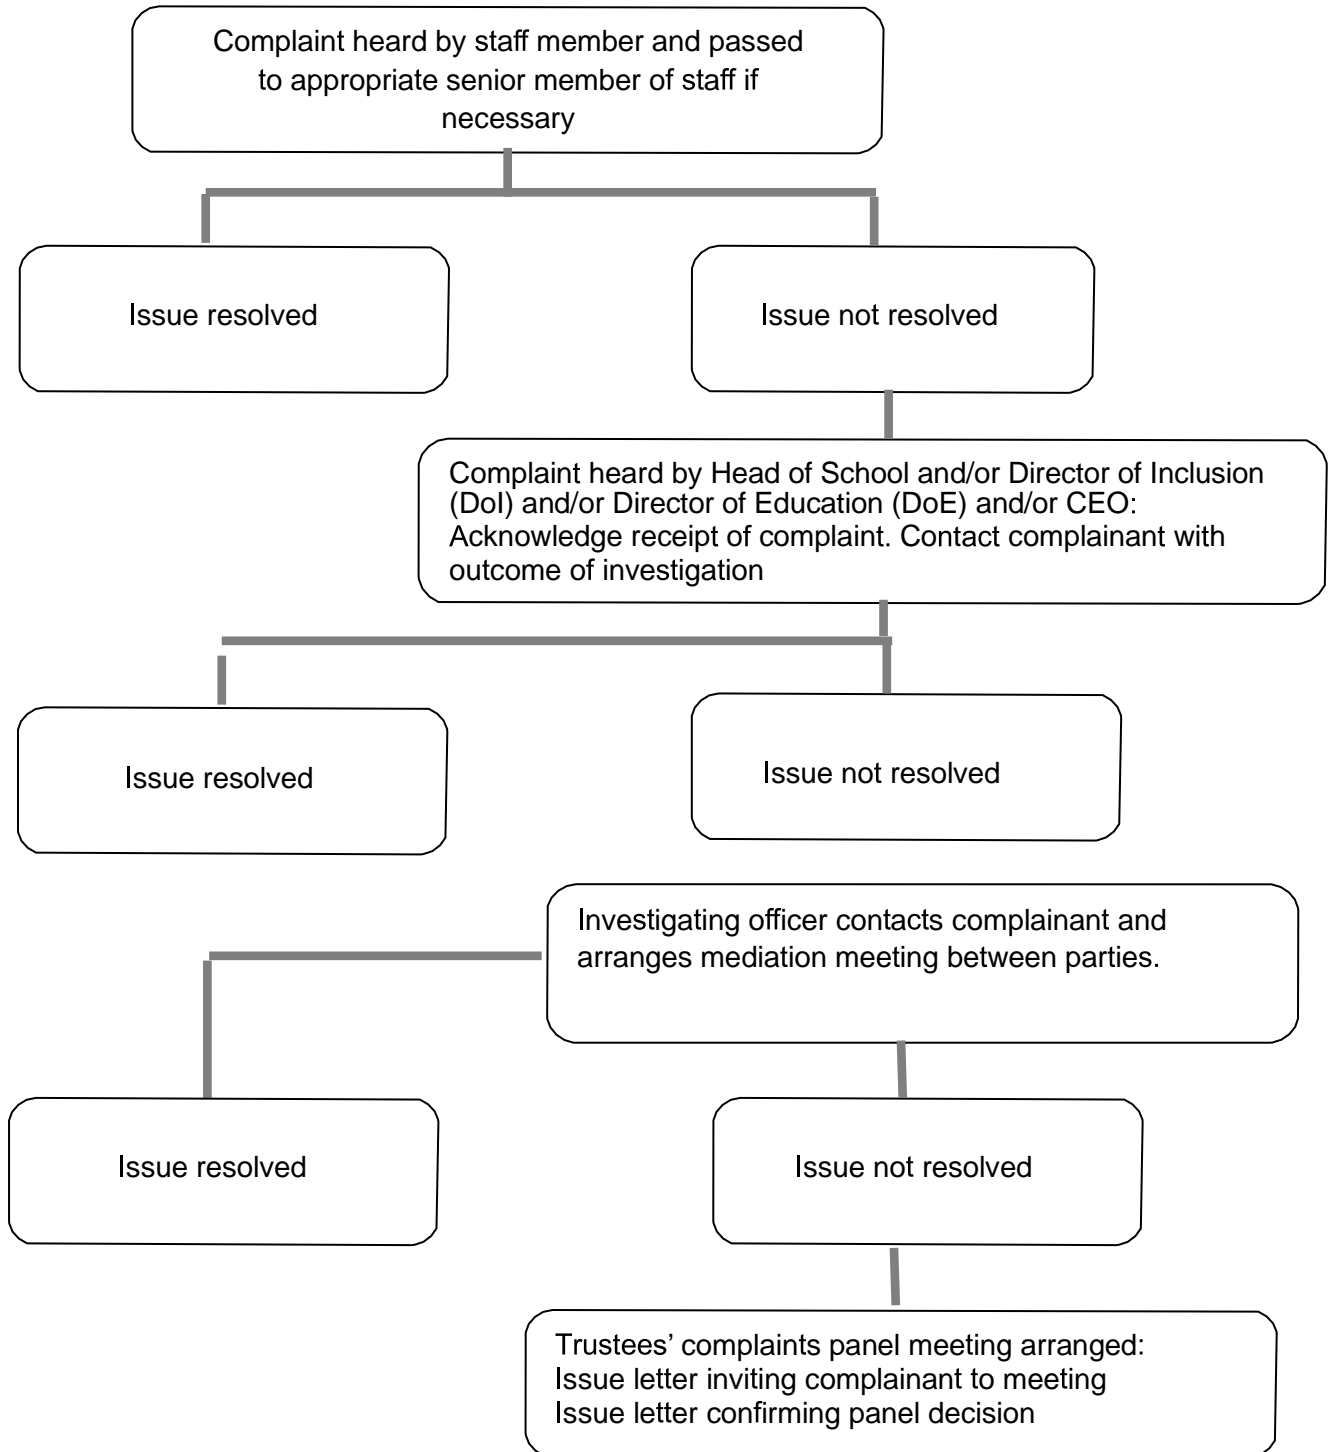 Complaint heard by staff member and passed
to appropriate senior member of staff if
necessary
Issue resolved
Issue not resolved
Complaint heard by Head of School and/or Director of Inclusion
(DoI) and/or Director of Education (DoE) and/or CEO:
Acknowledge receipt of complaint. Contact complainant with
outcome of investigation
Issue resolved
Issue not resolved
Investigating officer contacts complainant and
arranges mediation meeting between parties.
Issue resolved
Issue not resolved
Trustees’ complaints panel meeting arranged:
Issue letter inviting complainant to meeting
Issue letter confirming panel decision